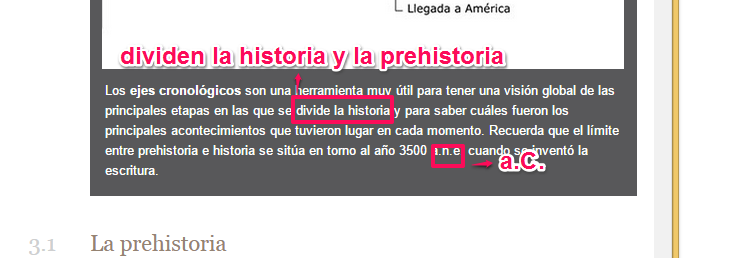 Llegada a América
dividen la historia y la prehistoria
Los ejes cronológicos son una herramienta muy útil para tener una visión global de las
principales etapas en las que se divide la historia y para saber cuáles fueron los
principales acontecimientos que tuvieron lugar en cada momento. Recuerda que el límite
entre prehistoria e historia se sitúa en torno al año 3500 a.n.e, cuando se inventó la
a.C.
escritura.
3.1 La prehistoria